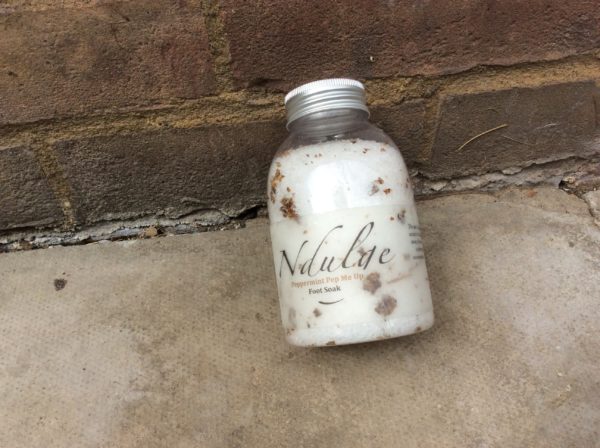 Ndulge
Peppermint Pep Me Up
Foot Soak